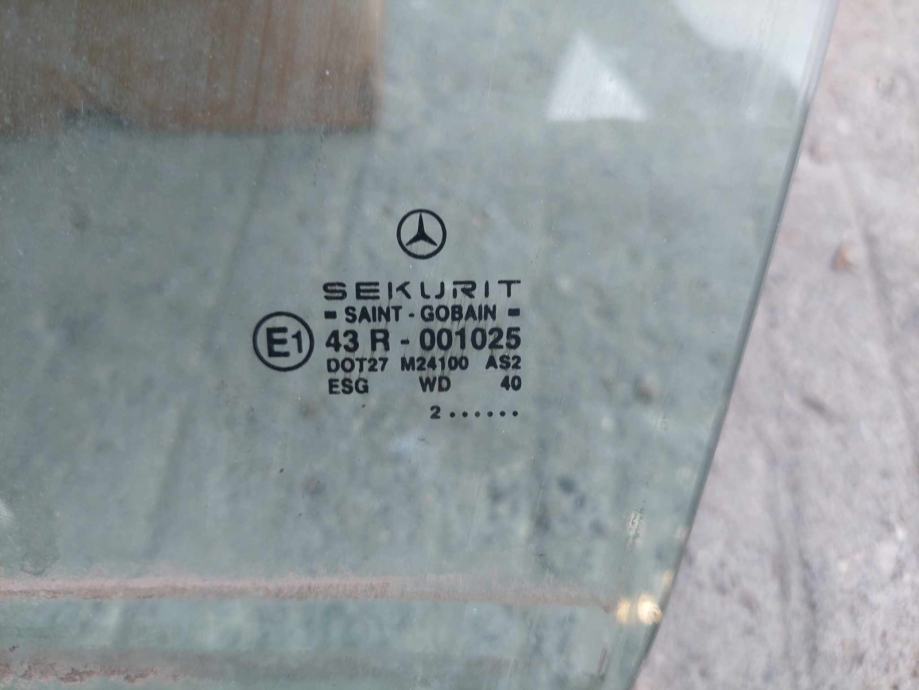 SEKURIT
SAINT - GOBAIN
E1 43 R - 001025
DOT27 M24100 AS2
ESG WD 40
2 . . . . . .